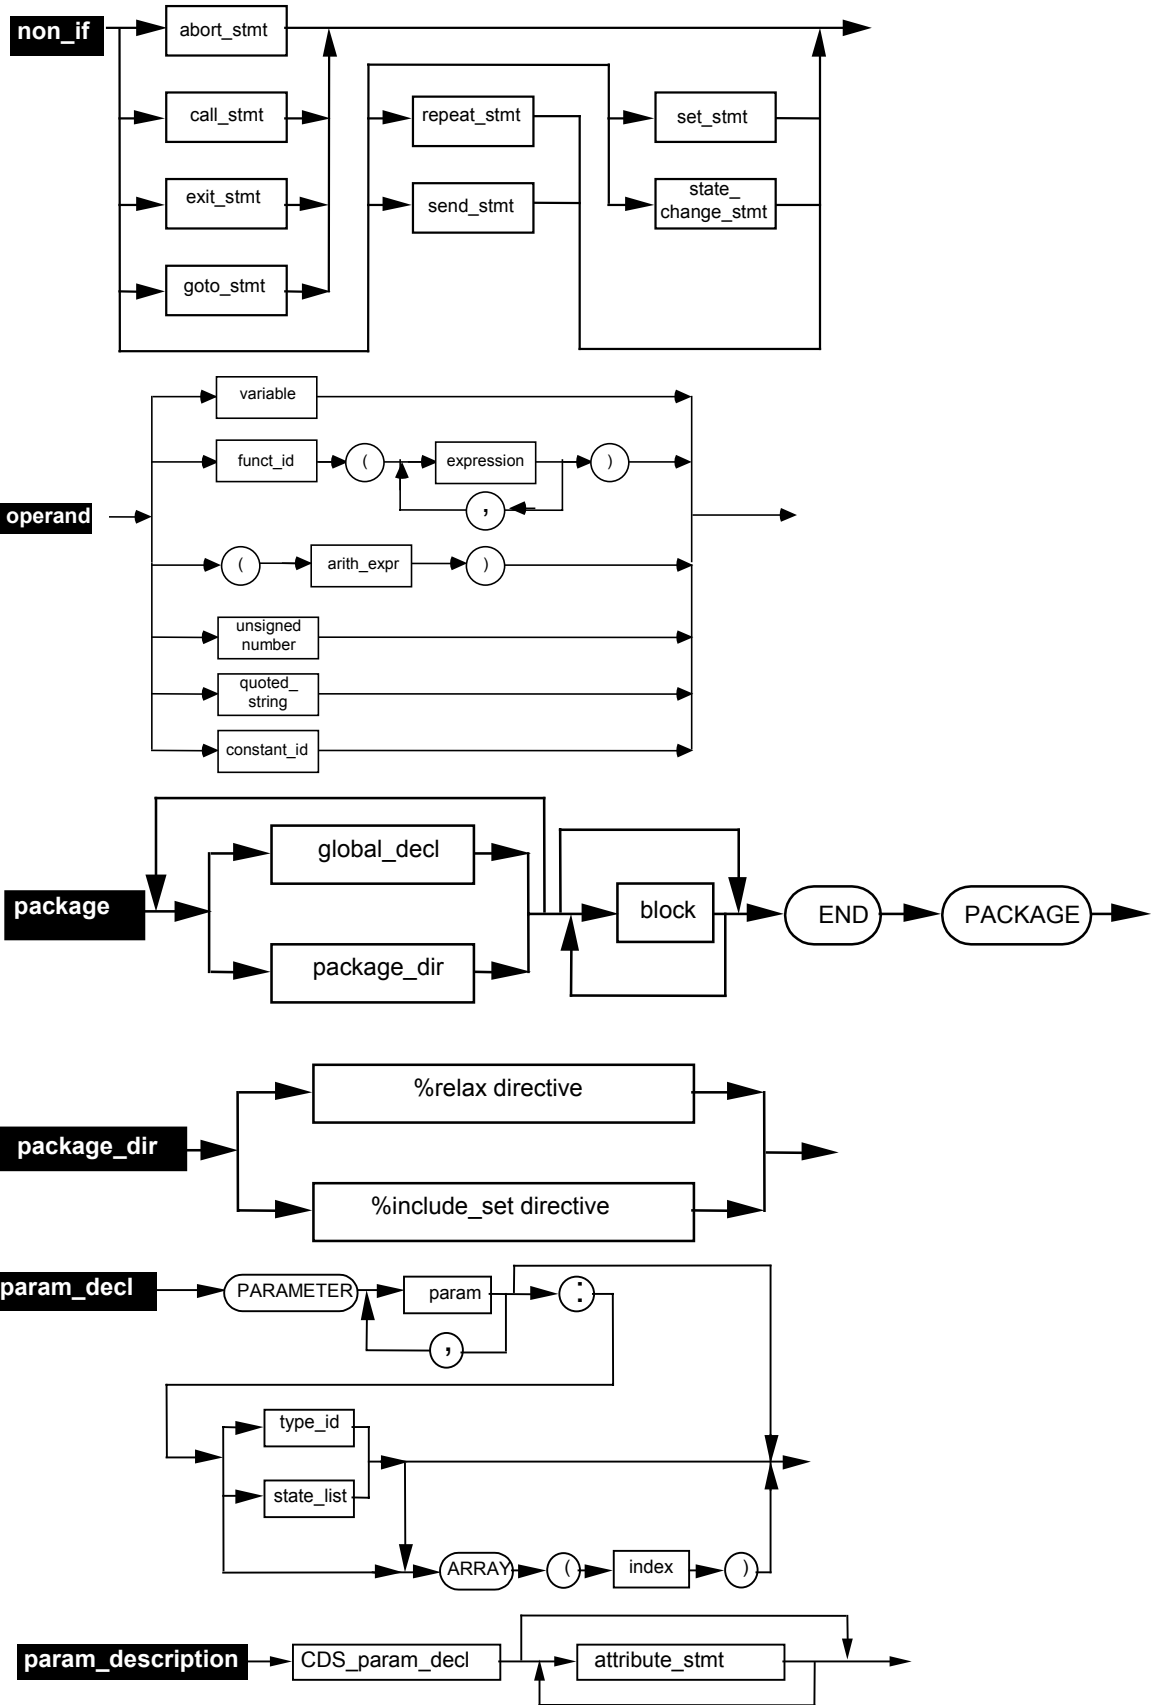 non_if
abort_stmt
call_stmt
repeat_stmt
set_stmt
exit_stmt
send_stmt
state_
change_stmt
goto_stmt
variable
funct_id
(
expression
)
,
operand
(
arith_expr
)
unsigned
number
quoted_
string
constant_id
global_decl
package
block
END
PACKAGE
package_dir
%relax directive
package_dir
%include_set directive
param_decl
PARAMETER
param
:
,
type_id
state_list
ARRAY
(
index
)
param_description
CDS_param_decl
attribute_stmt